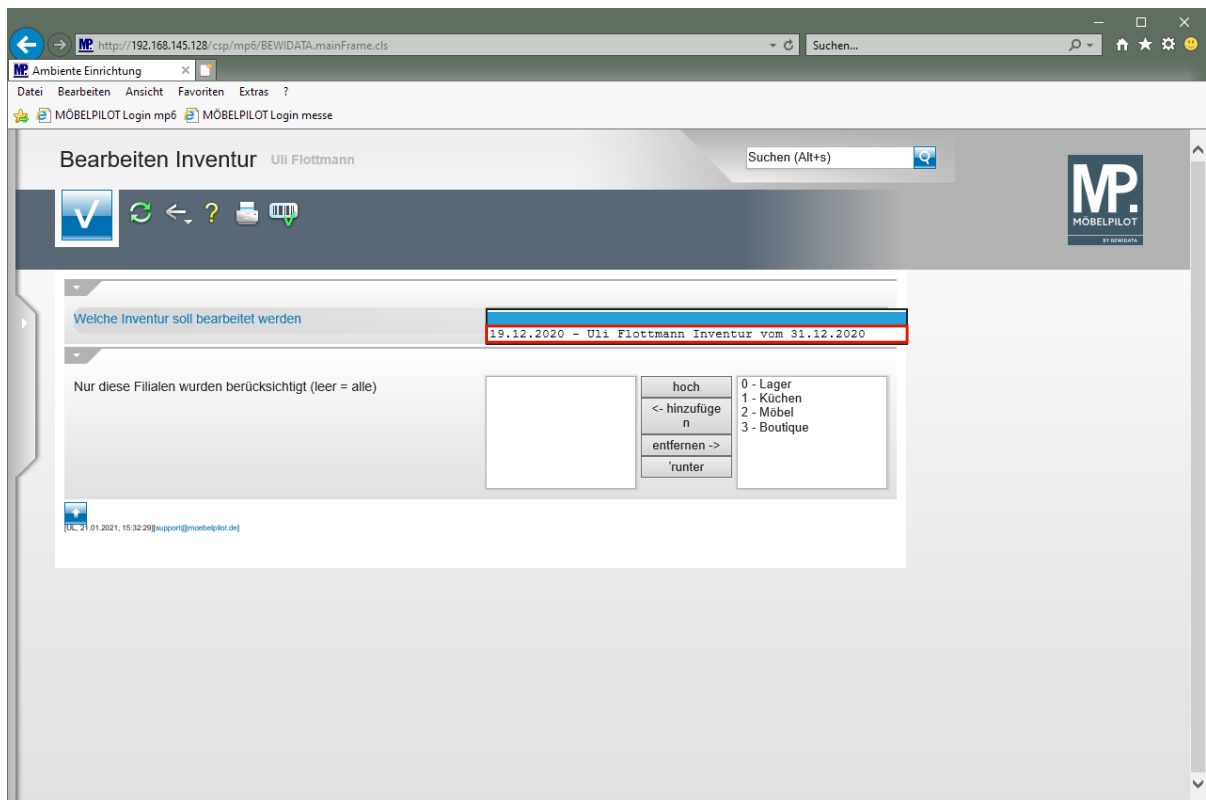 http://192.168.145.128/csp/mp6/BEWIDATA.mainFrame.cls
Suchen...
MP. Ambiente Einrichtung
Datei Bearbeiten Ansicht Favoriten Extras ?
MÖBELPILOT Login mp6 MÖBELPILOT Login messe
Bearbeiten Inventur Uli Flottmann
Suchen (Alt+s)
MP.
MÖBELPILOT
BY BEWIDATA
Welche Inventur soll bearbeitet werden
19.12.2020 - Uli Flottmann Inventur vom 31.12.2020
Nur diese Filialen wurden berücksichtigt (leer = alle)
hoch
<- hinzufüge
n
entfernen ->
'runter
0 - Lager
1 - Küchen
2 - Möbel
3 - Boutique
[UL, 21.01.2021, 15:32:29][support@moebelpilot.de]